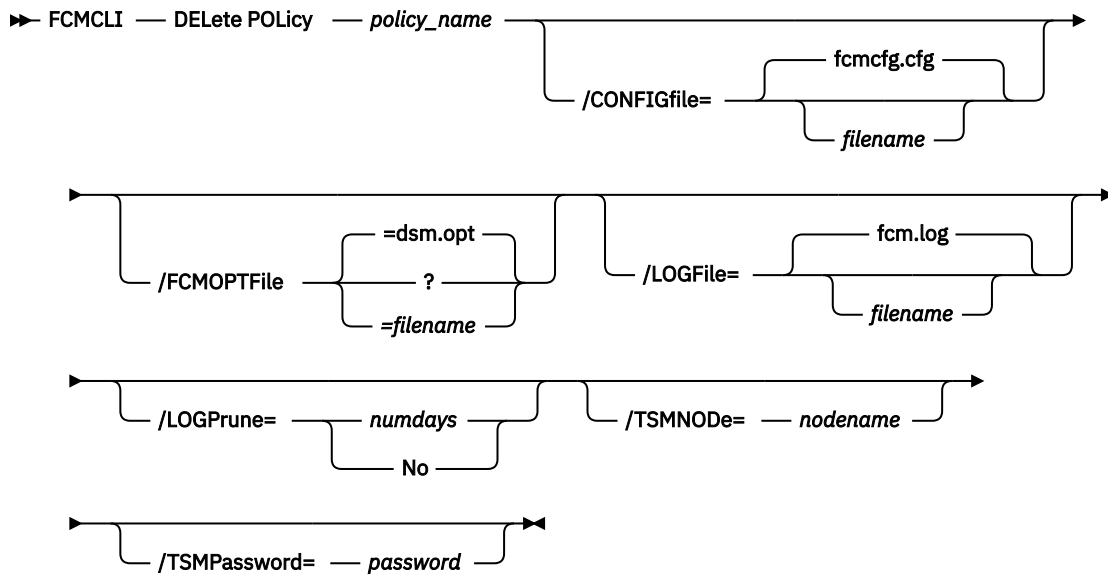 FCMCLI DELete POLicy policy_name
fcmcfg.cfg
/CONFIGfile=
filename
=dsm.opt
/FCMOPTFile ?
=filename
fcm.log
/LOGFile=
filename
/LOGPrune= numdays
No
/TSMNODe= nodename
/TSMPassword= password